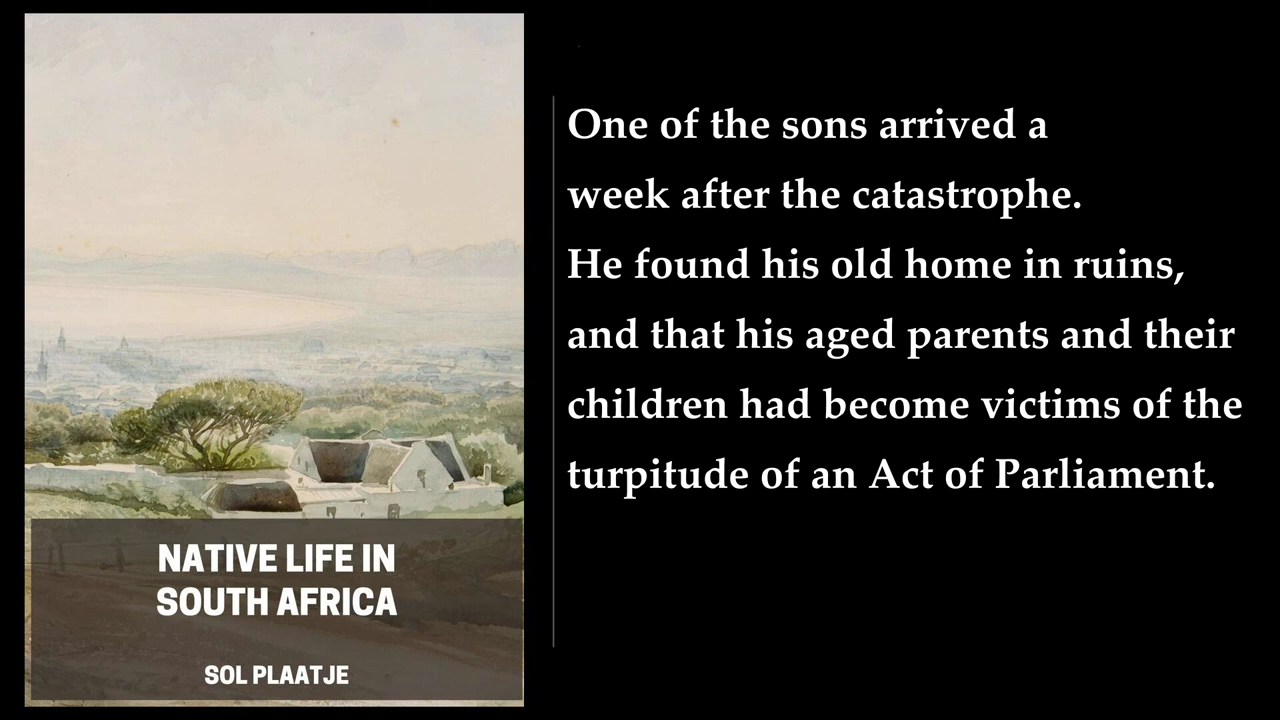 NATIVE LIFE IN
SOUTH AFRICA
SOL PLAATJE
One of the sons arrived a
week after the catastrophe.
He found his old home in ruins,
and that his aged parents and their
children had become victims of the
turpitude of an Act of Parliament.